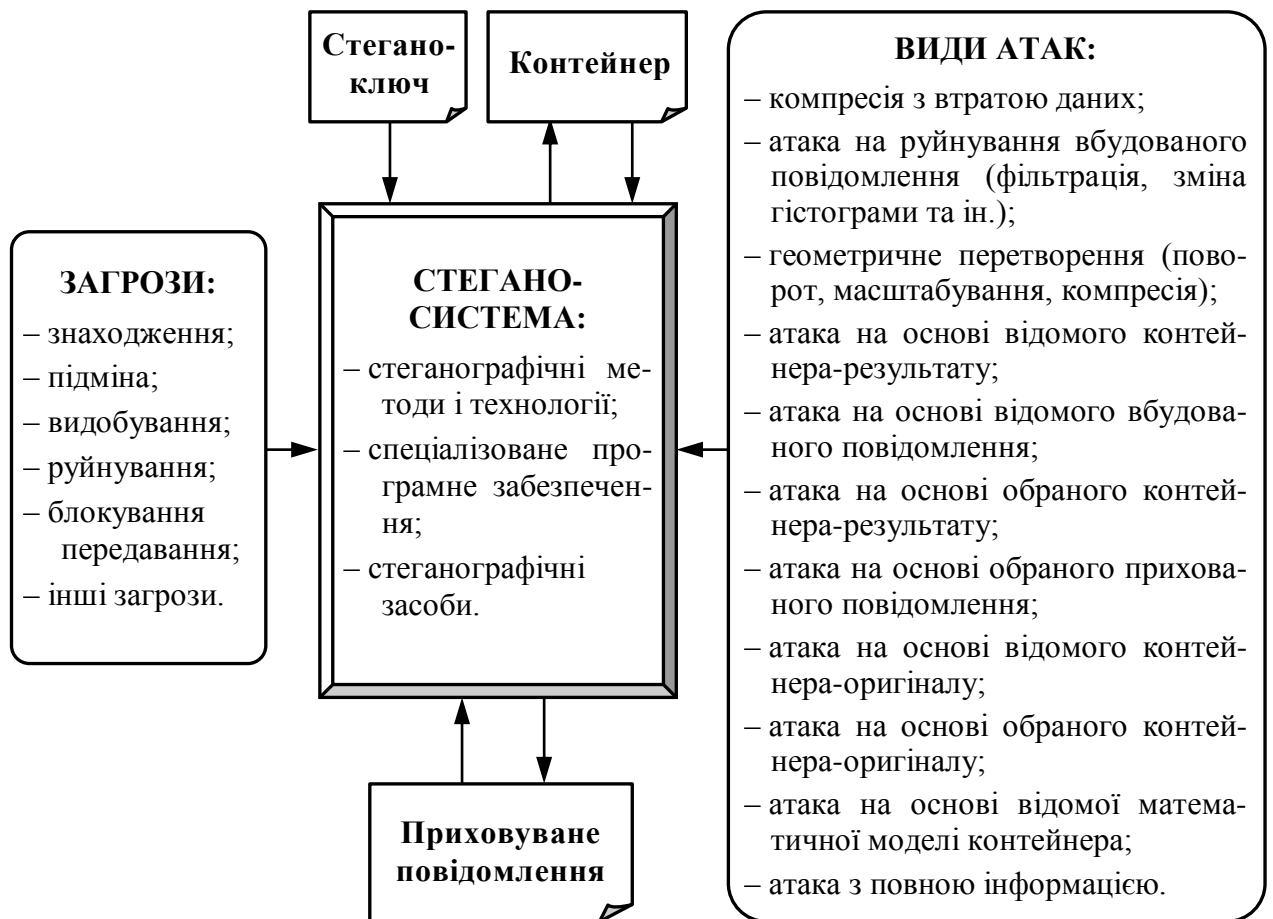 Стегано-
ключ
Контейнер
ЗАГРОЗИ:
– знаходження;
– підміна;
– видобування;
– руйнування;
– блокування
передавання;
– інші загрози.
СТЕГАНО-
СИСТЕМА:
– стеганографічні ме-
тоди і технології;
– спеціалізоване про-
грамне забезпечен-
ня;
– стеганографічні
засоби.
Приховуване
повідомлення
ВИДИ АТАК:
– компресія з втратою даних;
– атака на руйнування вбудованого
повідомлення (фільтрація, зміна
гістограми та ін.);
– геометричне перетворення (пово-
рот, масштабування, компресія);
– атака на основі відомого контей-
нера-результату;
– атака на основі відомого вбудова-
ного повідомлення;
– атака на основі обраного контей-
нера-результату;
– атака на основі обраного прихова-
ного повідомлення;
– атака на основі відомого контей-
нера-оригіналу;
– атака на основі обраного контей-
нера-оригіналу;
– атака на основі відомої матема-
тичної моделі контейнера;
– атака з повною інформацією.